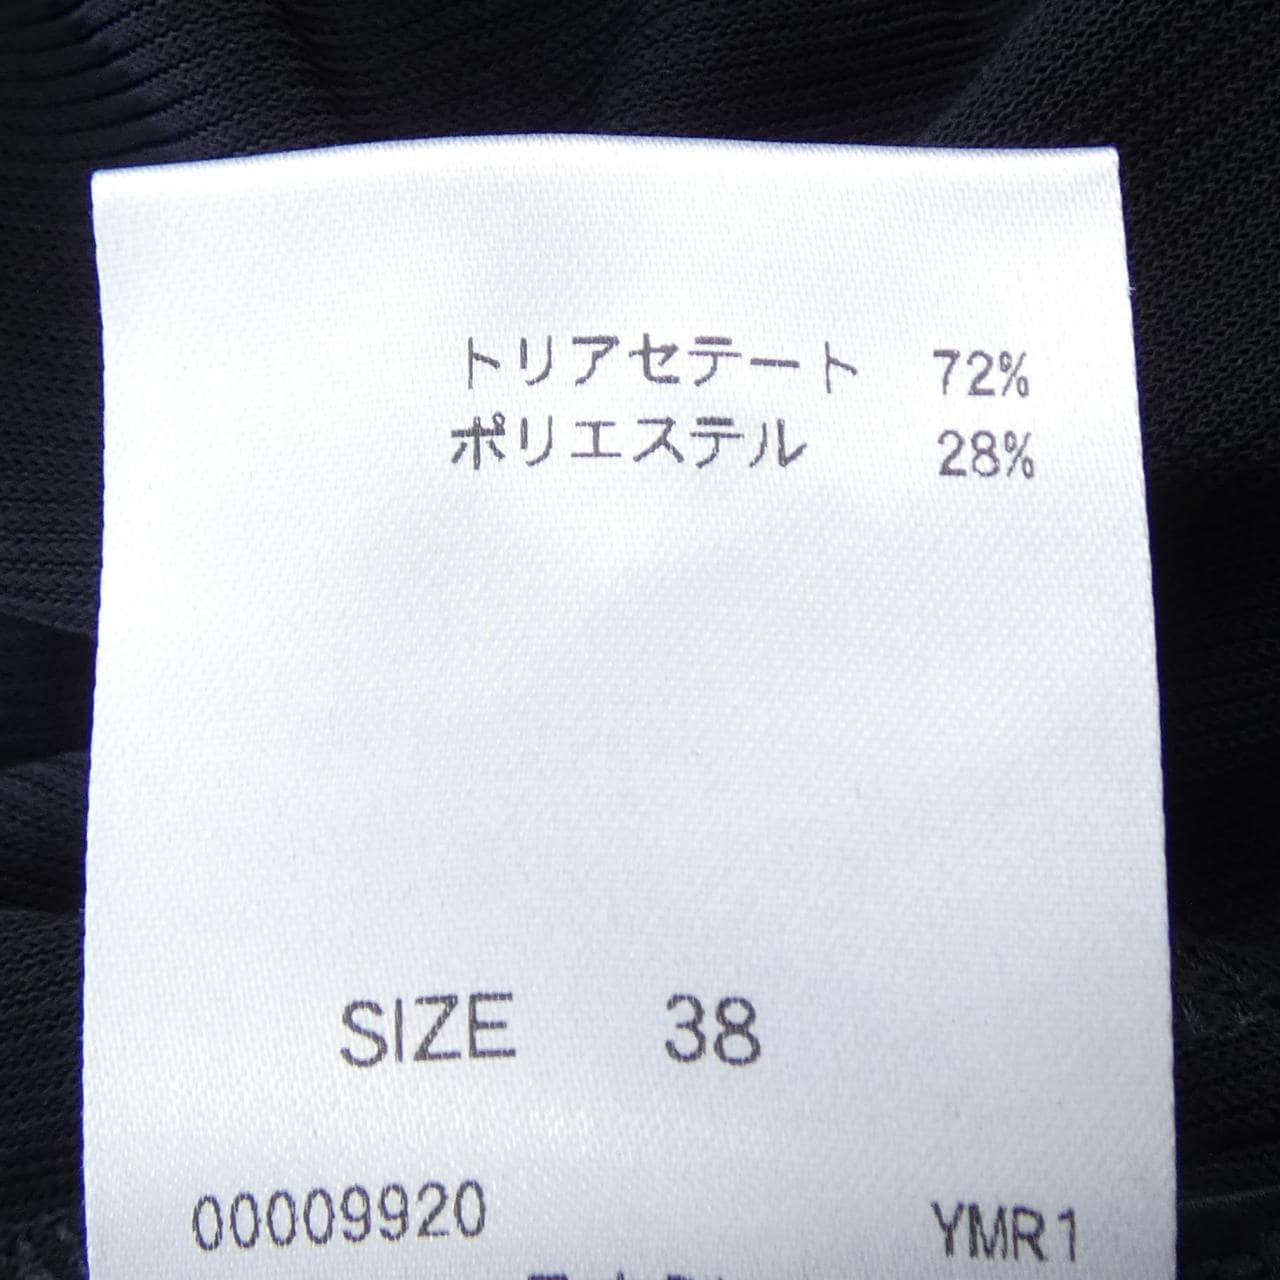 トリアセテート 72%
ポリエステル 28%
SIZE 38
00009920 YMR1